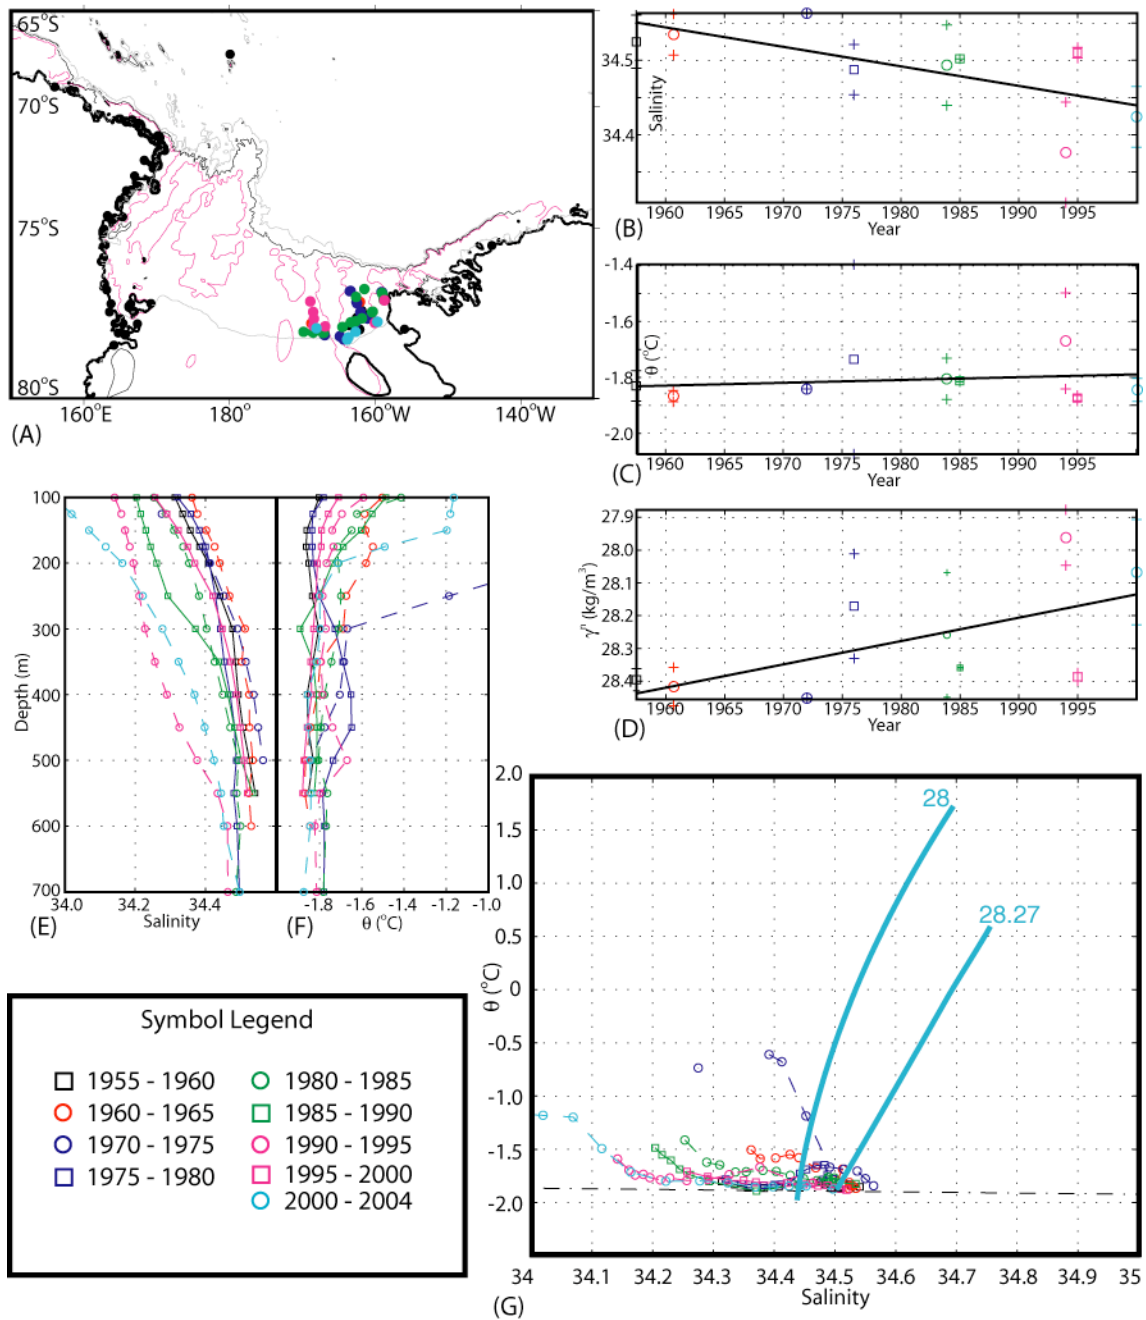 65°S
70°S
75°S
80°S
160°E
180°
160°W
140°W
(A)
34.5
34.4
Salinity
1960
1965
1970
1975
1980
1985
1990
1995
Year
(B)
-1.4
-1.6
-1.8
-2.0
θ (°C)
1960
1965
1970
1975
1980
1985
1990
1995
Year
(C)
27.9
28.0
28.1
28.2
28.3
28.4
γⁿ (kg/m³)
1960
1965
1970
1975
1980
1985
1990
1995
Year
(D)
100
200
300
400
500
600
700
Depth (m)
34.0
34.2
34.4
Salinity
(E)
-1.8
-1.6
-1.4
-1.2
-1.0
θ (°C)
(F)
2.0
1.5
1.0
0.5
0
-0.5
-1.0
-1.5
-2.0
θ (°C)
28
28.27
34
34.1
34.2
34.3
34.4
34.5
34.6
34.7
34.8
34.9
35
Salinity
(G)
Symbol Legend
1955 - 1960
1960 - 1965
1970 - 1975
1975 - 1980
1980 - 1985
1985 - 1990
1990 - 1995
1995 - 2000
2000 - 2004